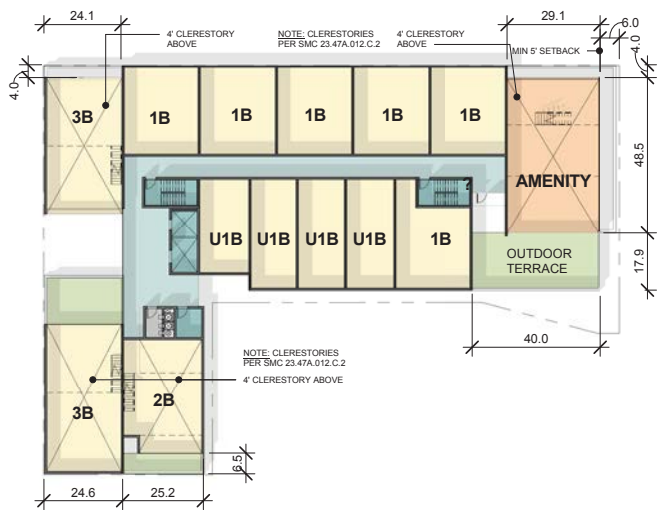 24.1
4' CLERESTORY
ABOVE
NOTE: CLERESTORIES
PER SMC 23.47A.012.C.2
4' CLERESTORY
ABOVE
29.1
6.0
MIN 5' SETBACK
4.0
4.0
3B
1B
1B
1B
1B
1B
48.5
AMENITY
?
U1B
U1B
U1B
U1B
1B
OUTDOOR
TERRACE
17.9
40.0
NOTE: CLERESTORIES
PER SMC 23.47A.012.C.2
4' CLERESTORY ABOVE
3B
2B
6.5
24.6
25.2